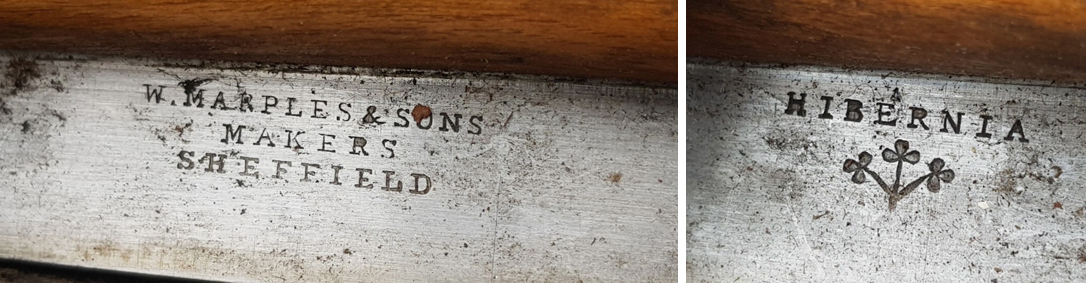 W. MARPLES & SONS
MAKERS
SHEFFIELD
HIBERNIA